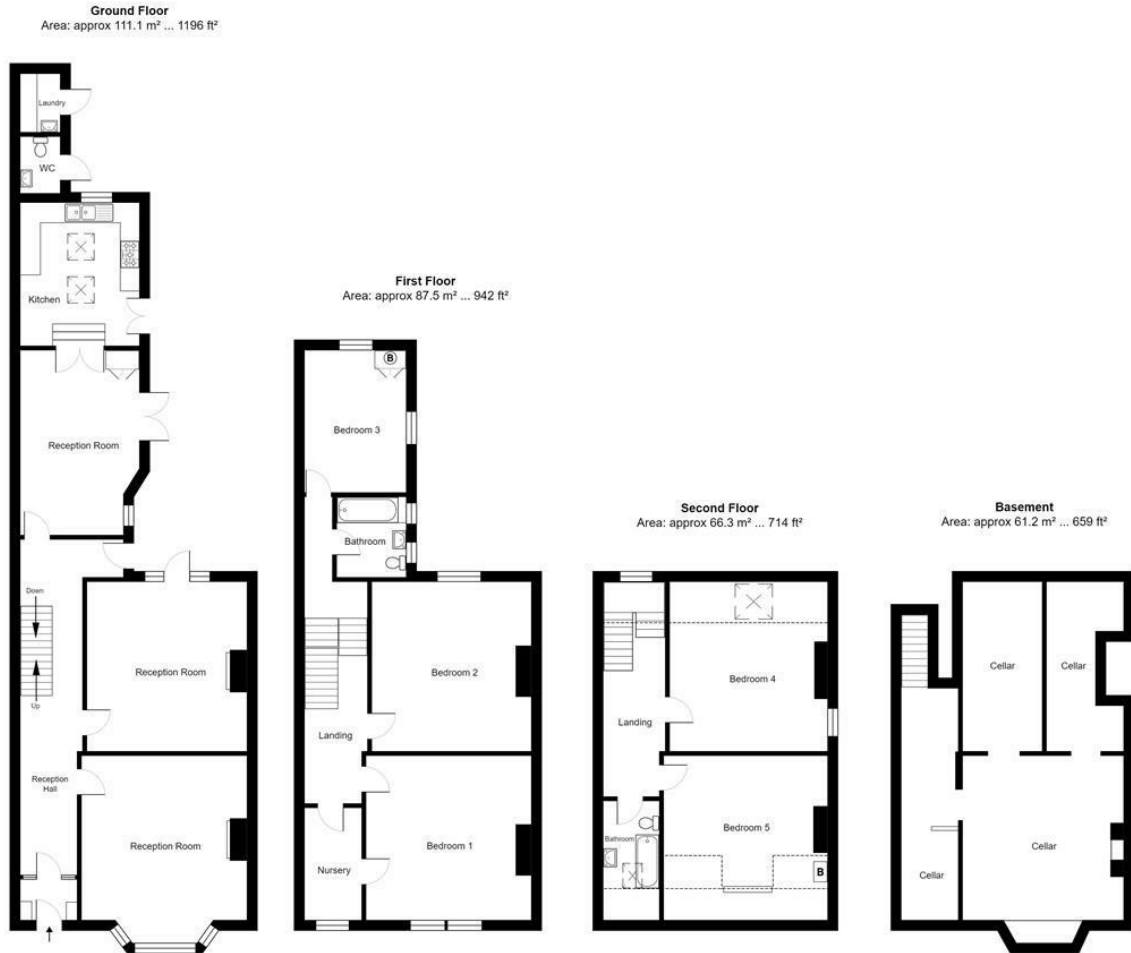 Ground Floor
Area: approx 111.1 m² ... 1196 ft²
Laundry
WC
Kitchen
Reception Room
Down
Up
Reception Room
Reception
Hall
Reception Room
First Floor
Area: approx 87.5 m² ... 942 ft²
B
Bedroom 3
Bathroom
Bedroom 2
Landing
Bedroom 1
Nursery
Second Floor
Area: approx 66.3 m² ... 714 ft²
Bedroom 4
Landing
Bedroom 5
Bathroom
B
Basement
Area: approx 61.2 m² ... 659 ft²
Cellar
Cellar
Cellar
Cellar